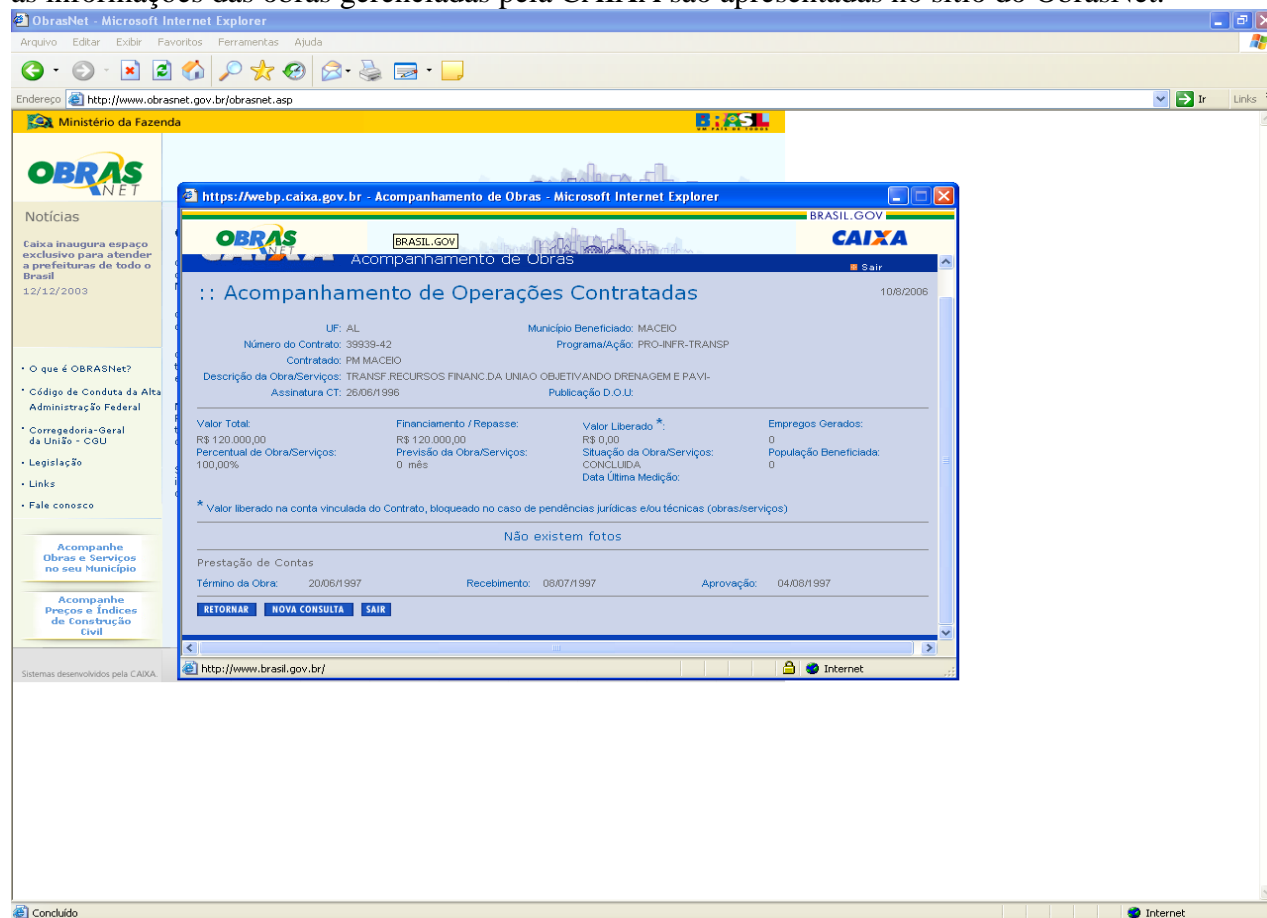 as informações das obras gerenciadas pela CAIXA são apresentadas no sítio do ObrasNet.
ObrasNet - Microsoft Internet Explorer
Arquivo Editar Exibir Favoritos Ferramentas Ajuda
Endereço http://www.obrasnet.gov.br/obrasnet.asp Ir Links
Ministério da Fazenda
BRASIL
UM PAÍS DE TODOS
OBRAS
NET
Notícias
Caixa inaugura espaço
exclusivo para atender
a prefeituras de todo o
Brasil
12/12/2003
• O que é OBRASNet?
• Código de Conduta da Alta
Administração Federal
• Corregedoria-Geral
da União - CGU
• Legislação
• Links
• Fale conosco
Acompanhe
Obras e Serviços
no seu Município
Acompanhe
Preços e Índices
de Construção
Civil
Sistemas desenvolvidos pela CAIXA.
https://webp.caixa.gov.br - Acompanhamento de Obras - Microsoft Internet Explorer
BRASIL.GOV
OBRAS
NET
BRASIL.GOV
CAIXA
Acompanhamento de Obras
Sair
:: Acompanhamento de Operações Contratadas 10/8/2006
UF: AL Município Beneficiado: MACEIO
Número do Contrato: 39939-42 Programa/Ação: PRO-INFR-TRANSP
Contratado: PM MACEIO
Descrição da Obra/Serviços: TRANSF.RECURSOS FINANC.DA UNIAO OBJETIVANDO DRENAGEM E PAVI-
Assinatura CT: 26/06/1996 Publicação D.O.U:
Valor Total: Financiamento / Repasse: Valor Liberado *: Empregos Gerados:
R$ 120.000,00 R$ 120.000,00 R$ 0,00 0
Percentual de Obra/Serviços: Previsão da Obra/Serviços: Situação da Obra/Serviços: População Beneficiada:
100,00% 0 mês CONCLUIDA 0
Data Última Medição:
* Valor liberado na conta vinculada do Contrato, bloqueado no caso de pendências jurídicas e/ou técnicas (obras/serviços)
Não existem fotos
Prestação de Contas
Término da Obra: 20/06/1997 Recebimento: 08/07/1997 Aprovação: 04/08/1997
RETORNAR NOVA CONSULTA SAIR
http://www.brasil.gov.br/ Internet
Concluído Internet